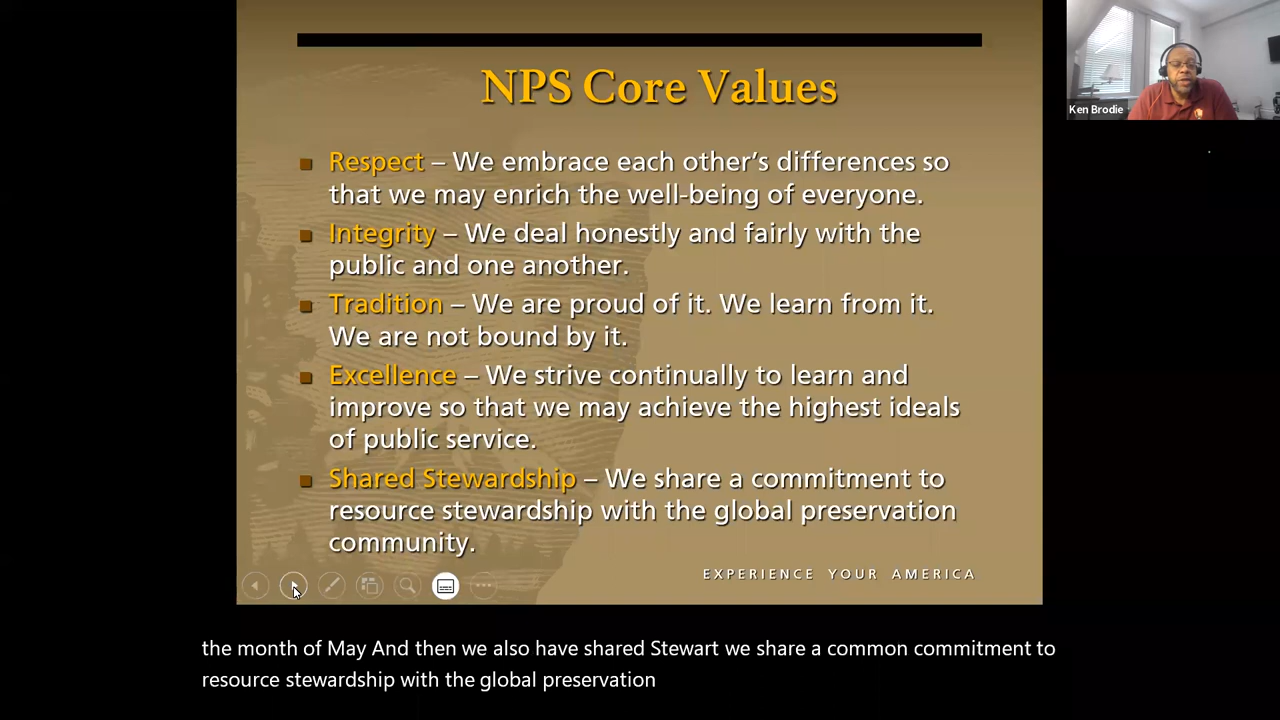 NPS Core Values
Ken Brodie
Respect – We embrace each other’s differences so
that we may enrich the well-being of everyone.
Integrity – We deal honestly and fairly with the
public and one another.
Tradition – We are proud of it. We learn from it.
We are not bound by it.
Excellence – We strive continually to learn and
improve so that we may achieve the highest ideals
of public service.
Shared Stewardship – We share a commitment to
resource stewardship with the global preservation
community.
EXPERIENCE YOUR AMERICA
the month of May And then we also have shared Stewart we share a common commitment to
resource stewardship with the global preservation